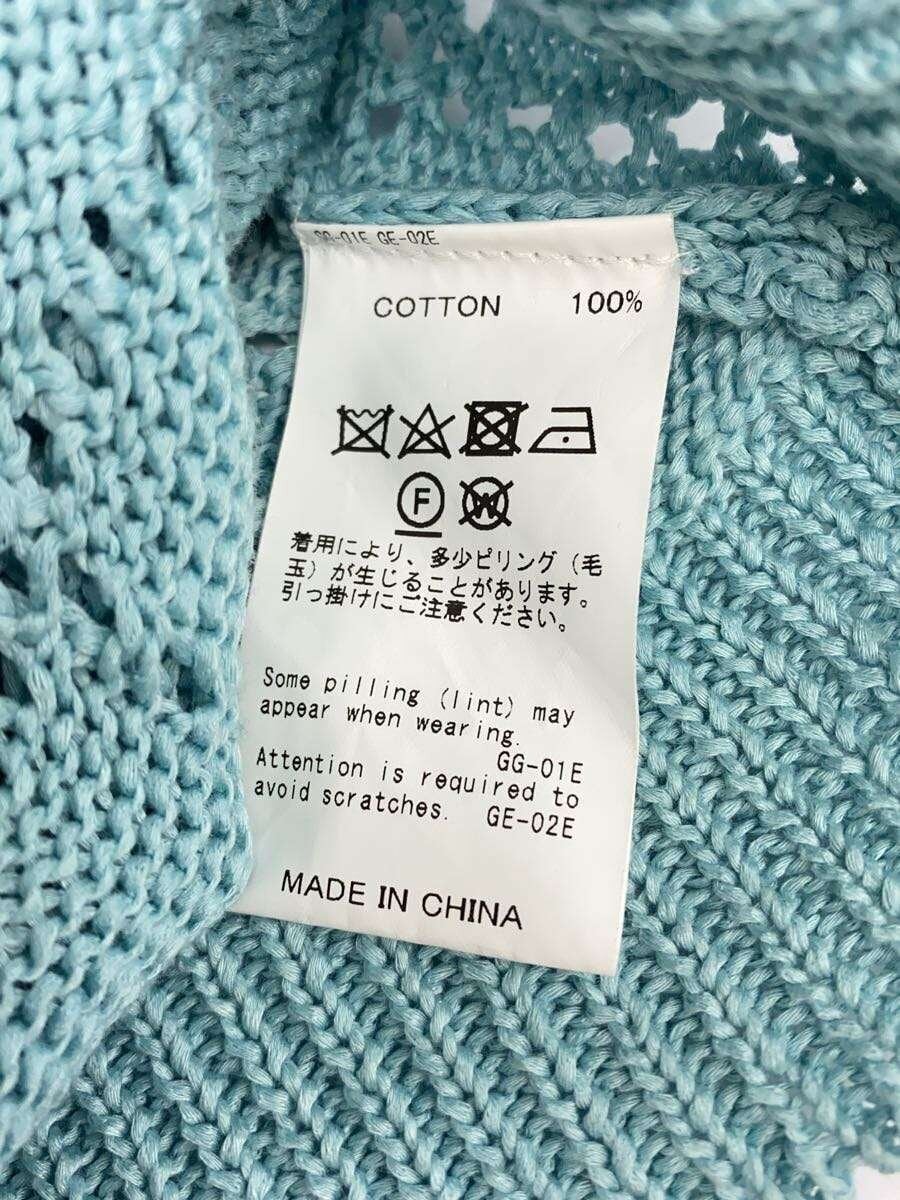 GG-01E GE-02E
COTTON 100%
F W
着用により、多少ピリング（毛
玉）が生じることがあります。
引っ掛けにご注意ください。
Some pilling (lint) may
appear when wearing.
GG-01E
Attention is required to
avoid scratches. GE-02E
MADE IN CHINA